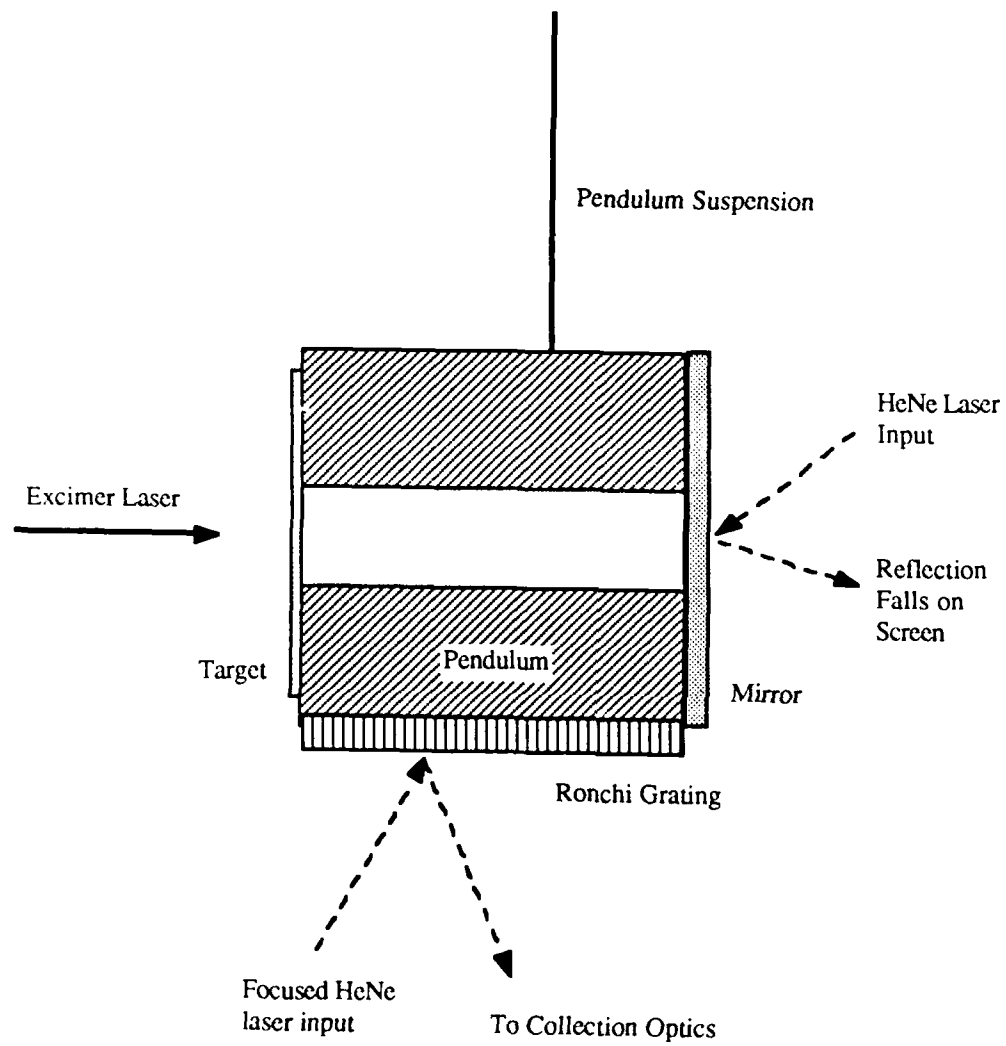 Pendulum Suspension
HeNe Laser
Input
Excimer Laser
Reflection
Falls on
Screen
Pendulum
Target
Mirror
Ronchi Grating
Focused HeNe
laser input
To Collection Optics